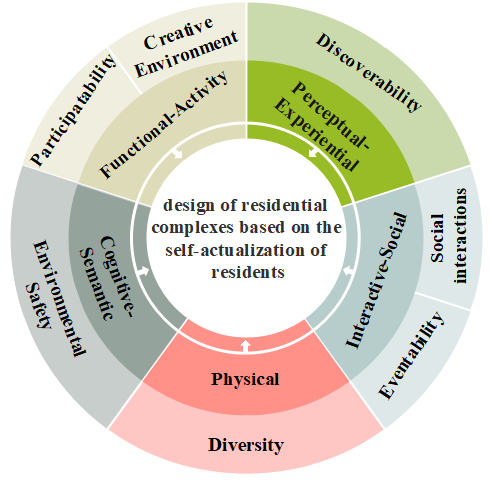 Creative
Environment
Discoverability
Participatability
Functional-Activity
Perceptual-
Experiential
design of residential
complexes based on the
self-actualization of
residents
Environmental
Safety
Cognitive-
Semantic
Interactive-Social
Social
interactions
Eventability
Physical
Diversity